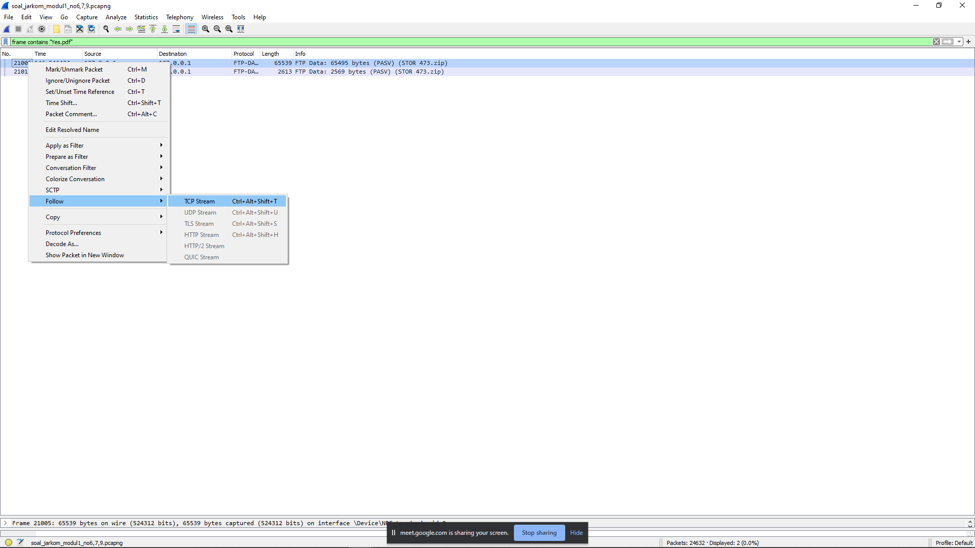 soal_jarkom_modul1_no6,7,9.pcapng
File Edit View Go Capture Analyze Statistics Telephony Wireless Tools Help
frame contains "Yes.pdf"
No. Time Source Destination Protocol Length Info
2100 .0.0.1 FTP-DA… 65539 FTP Data: 65495 bytes (PASV) (STOR 473.zip)
2101 .0.0.1 FTP-DA… 2613 FTP Data: 2569 bytes (PASV) (STOR 473.zip)
Mark/Unmark Packet Ctrl+M
Ignore/Unignore Packet Ctrl+D
Set/Unset Time Reference Ctrl+T
Time Shift... Ctrl+Shift+T
Packet Comment... Ctrl+Alt+C
Edit Resolved Name
Apply as Filter
Prepare as Filter
Conversation Filter
Colorize Conversation
SCTP
Follow
TCP Stream Ctrl+Alt+Shift+T
UDP Stream Ctrl+Alt+Shift+U
TLS Stream Ctrl+Alt+Shift+S
HTTP Stream Ctrl+Alt+Shift+H
HTTP/2 Stream
QUIC Stream
Copy
Protocol Preferences
Decode As...
Show Packet in New Window
Frame 21005: 65539 bytes on wire (524312 bits), 65539 bytes captured (524312 bits) on interface \Device\
meet.google.com is sharing your screen. Stop sharing Hide
soal_jarkom_modul1_no6,7,9.pcapng
Packets: 24632 · Displayed: 2 (0.0%)
Profile: Default